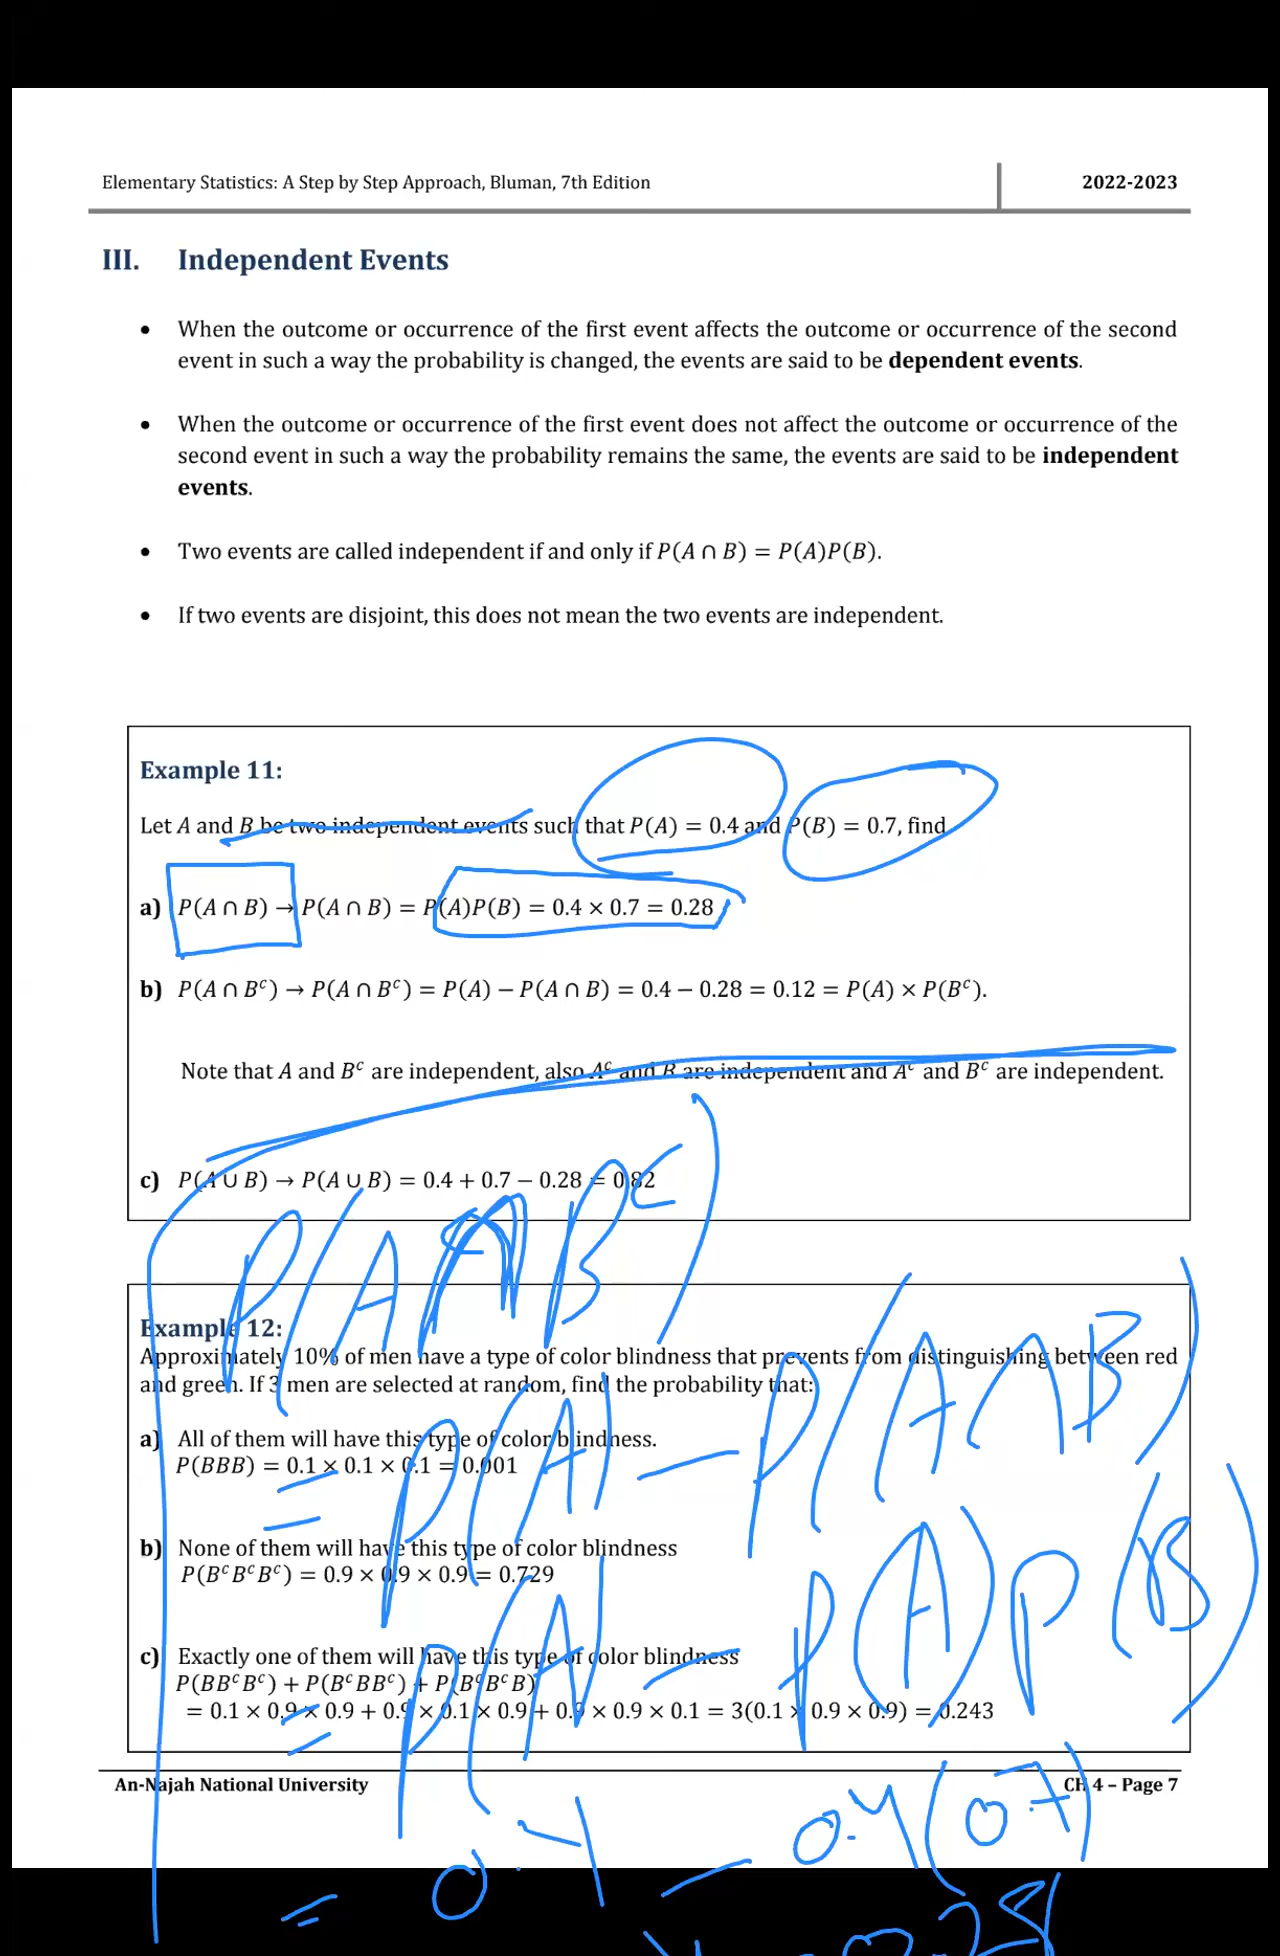 Elementary Statistics: A Step by Step Approach, Bluman, 7th Edition 2022-2023
III. Independent Events
• When the outcome or occurrence of the first event affects the outcome or occurrence of the second
event in such a way the probability is changed, the events are said to be dependent events.
• When the outcome or occurrence of the first event does not affect the outcome or occurrence of the
second event in such a way the probability remains the same, the events are said to be independent
events.
• Two events are called independent if and only if P(A ∩ B) = P(A)P(B).
• If two events are disjoint, this does not mean the two events are independent.
Example 11:
Let A and B be two independent events such that P(A) = 0.4 and P(B) = 0.7, find
a) P(A ∩ B) → P(A ∩ B) = P(A)P(B) = 0.4 × 0.7 = 0.28
b) P(A ∩ Bᶜ) → P(A ∩ Bᶜ) = P(A) − P(A ∩ B) = 0.4 − 0.28 = 0.12 = P(A) × P(Bᶜ).
Note that A and Bᶜ are independent, also Aᶜ and B are independent and Aᶜ and Bᶜ are independent.
c) P(A ∪ B) → P(A ∪ B) = 0.4 + 0.7 − 0.28 = 0.82
P(A ∩ Bᶜ)
Example 12:
Approximately 10% of men have a type of color blindness that prevents from distinguishing between red
and green. If 3 men are selected at random, find the probability that:
a) All of them will have this type of color blindness.
P(BBB) = 0.1 × 0.1 × 0.1 = 0.001
= P(A) − P(A ∩ B)
b) None of them will have this type of color blindness
P(BᶜBᶜBᶜ) = 0.9 × 0.9 × 0.9 = 0.729
c) Exactly one of them will have this type of color blindness
P(BBᶜBᶜ) + P(BᶜBBᶜ) + P(BᶜBᶜB)
= 0.1 × 0.9 × 0.9 + 0.9 × 0.1 × 0.9 + 0.9 × 0.9 × 0.1 = 3(0.1 × 0.9 × 0.9) = 0.243
= P(A) − P(A)P(B)
An-Najah National University CH 4 – Page 7
= 0.4 − 0.4(0.7)
0.28